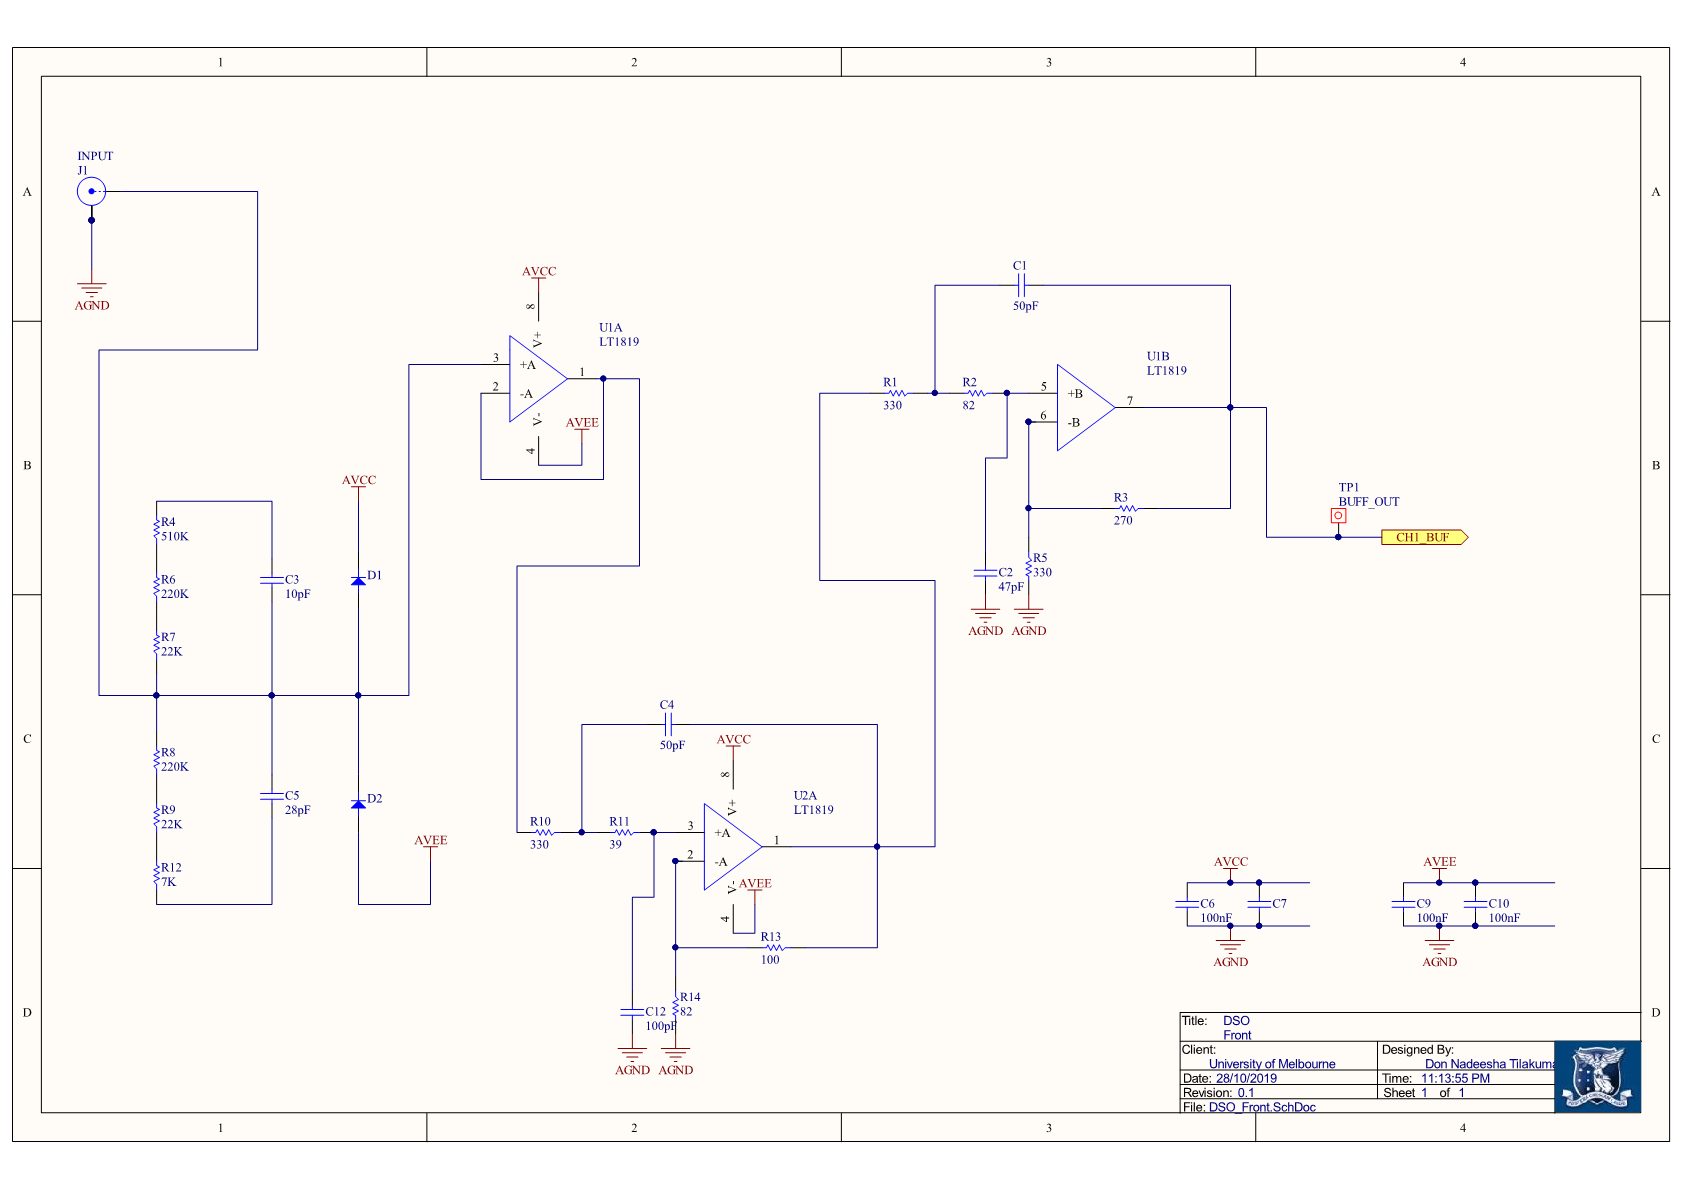 1
2
3
4
A
A
INPUT
J1
AGND
AVCC
8
V+
U1A
LT1819
3
+A
1
2
-A
V-
4
AVEE
C1
50pF
U1B
LT1819
R1
330
R2
82
5
+B
7
6
-B
R3
270
TP1
BUFF_OUT
CH1_BUF
B
B
AVCC
R4
510K
R6
220K
R7
22K
C3
10pF
D1
C2
47pF
R5
330
AGND
AGND
C
C
R8
220K
R9
22K
R12
7K
C5
28pF
D2
AVEE
C4
50pF
AVCC
8
V+
U2A
LT1819
R10
330
R11
39
3
+A
1
2
-A
V-
AVEE
4
R13
100
C12
100pF
R14
82
AGND
AGND
AVCC
C6
100nF
C7
AGND
AVEE
C9
100nF
C10
100nF
AGND
D
D
Title: DSO
Front
Client:
University of Melbourne
Designed By:
Don Nadeesha Tilakuma
Date: 28/10/2019
Time: 11:13:55 PM
Revision: 0.1
Sheet 1 of 1
File: DSO_Front.SchDoc
1
2
3
4